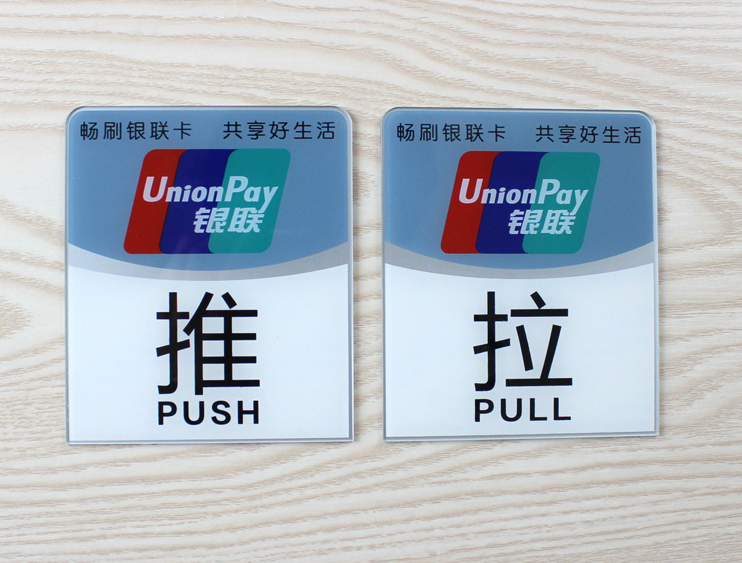 畅刷银联卡 共享好生活
UnionPay
银联
推
PUSH
畅刷银联卡 共享好生活
UnionPay
银联
拉
PULL